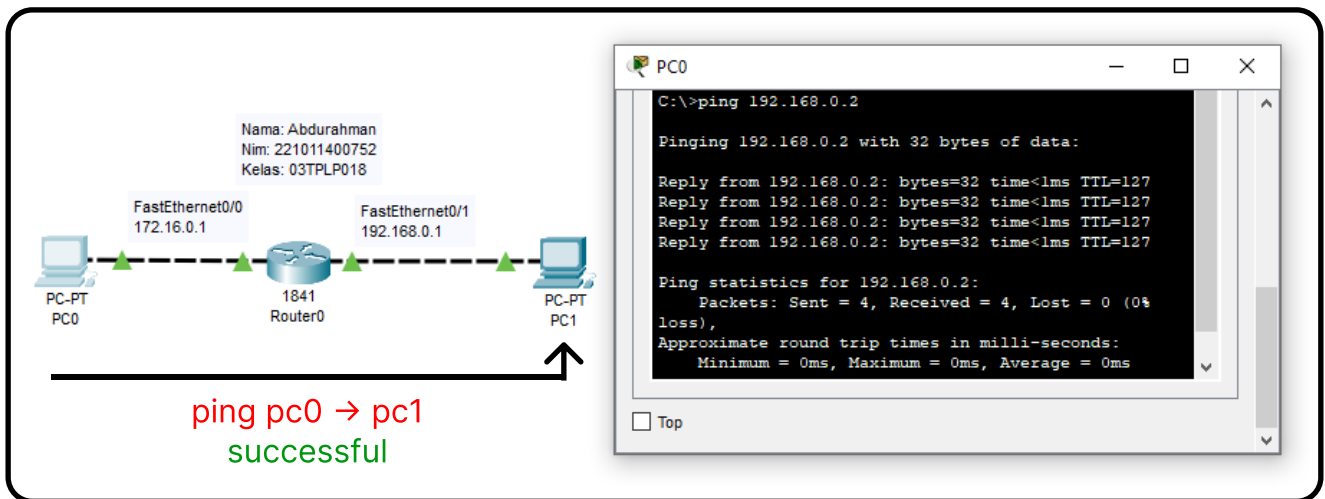 Nama: Abdurahman
Nim: 221011400752
Kelas: 03TPLP018
FastEthernet0/0
172.16.0.1
FastEthernet0/1
192.168.0.1
PC-PT
PC0
1841
Router0
PC-PT
PC1
ping pc0 → pc1
successful
PC0
C:\>ping 192.168.0.2
Pinging 192.168.0.2 with 32 bytes of data:
Reply from 192.168.0.2: bytes=32 time<1ms TTL=127
Reply from 192.168.0.2: bytes=32 time<1ms TTL=127
Reply from 192.168.0.2: bytes=32 time<1ms TTL=127
Reply from 192.168.0.2: bytes=32 time<1ms TTL=127
Ping statistics for 192.168.0.2:
Packets: Sent = 4, Received = 4, Lost = 0 (0%
loss),
Approximate round trip times in milli-seconds:
Minimum = 0ms, Maximum = 0ms, Average = 0ms
Top